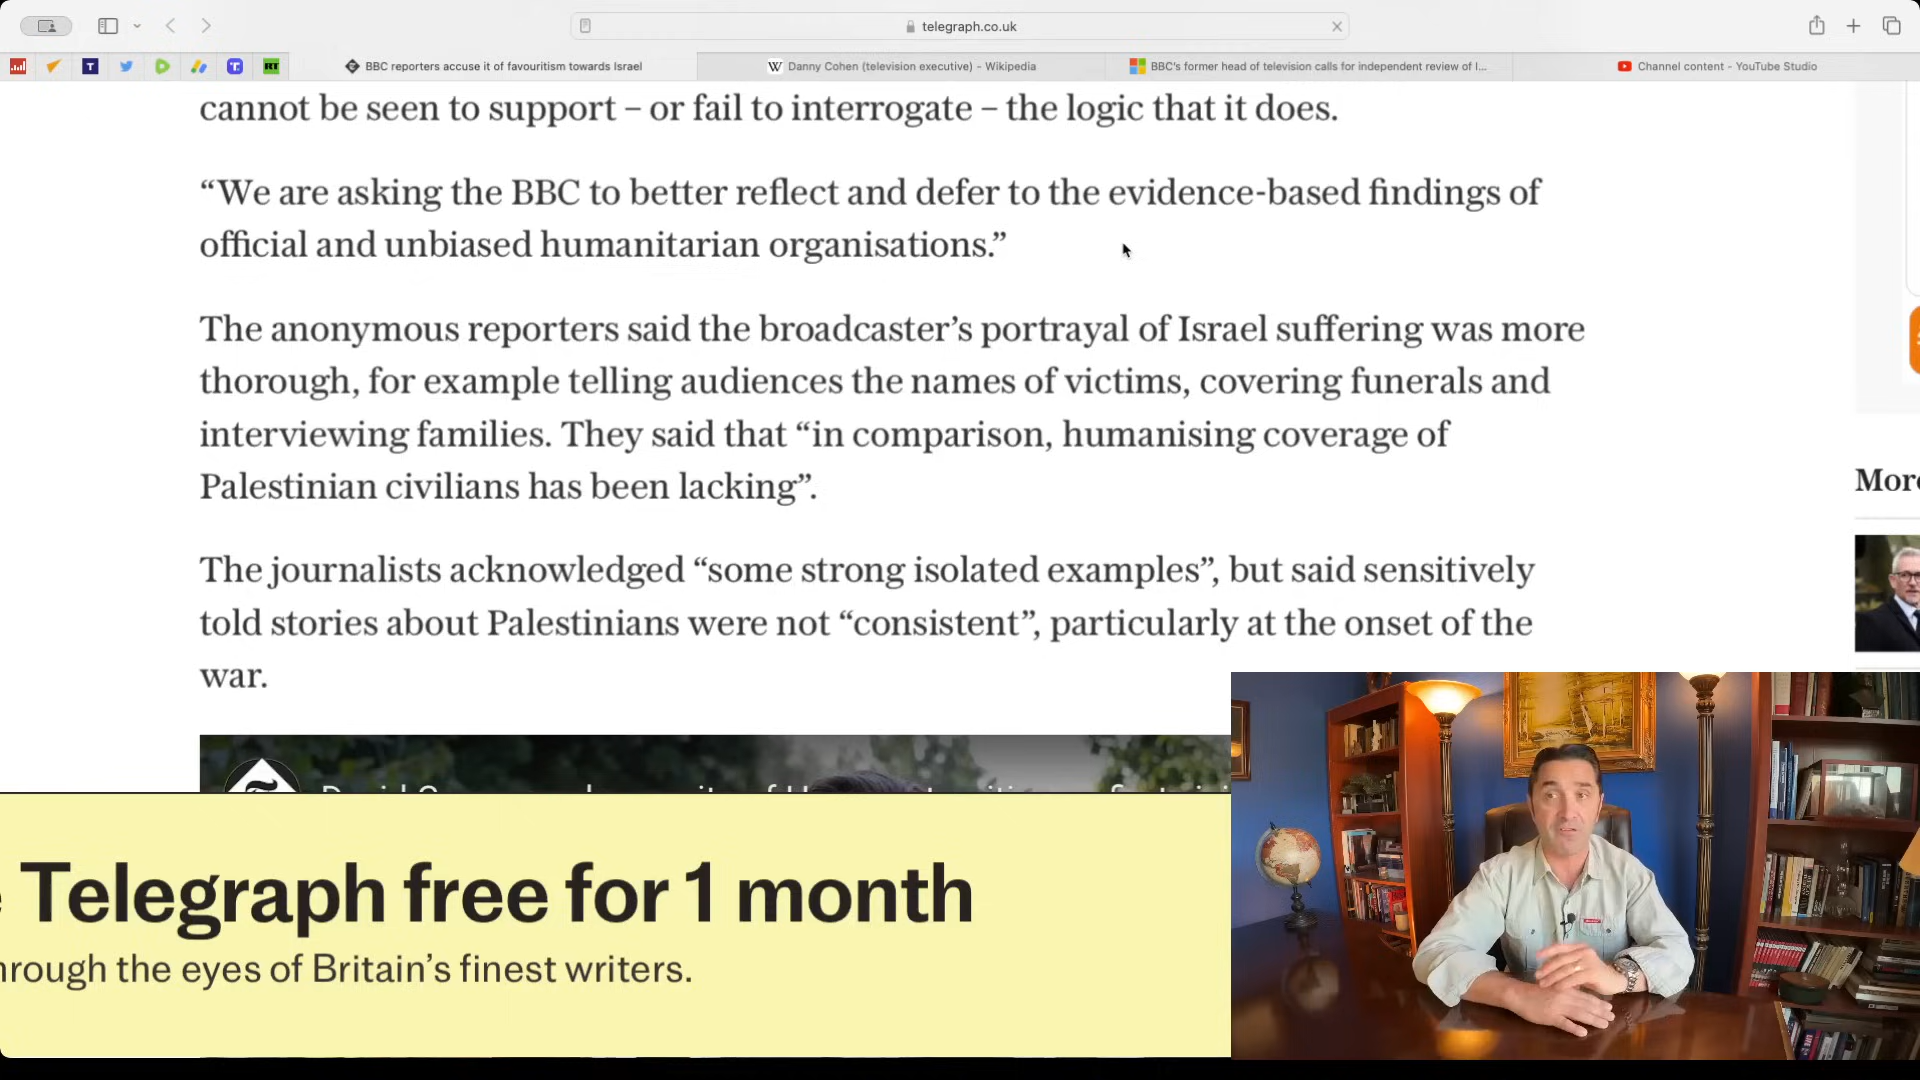 telegraph.co.uk
BBC reporters accuse it of favouritism towards Israel
Danny Cohen (television executive) - Wikipedia
BBC's former head of television calls for independent review of I...
Channel content - YouTube Studio
cannot be seen to support – or fail to interrogate – the logic that it does.
“We are asking the BBC to better reflect and defer to the evidence-based findings of
official and unbiased humanitarian organisations.”
The anonymous reporters said the broadcaster’s portrayal of Israel suffering was more
thorough, for example telling audiences the names of victims, covering funerals and
interviewing families. They said that “in comparison, humanising coverage of
Palestinian civilians has been lacking”.
The journalists acknowledged “some strong isolated examples”, but said sensitively
told stories about Palestinians were not “consistent”, particularly at the onset of the
war.
Telegraph free for 1 month
through the eyes of Britain’s finest writers.
RT